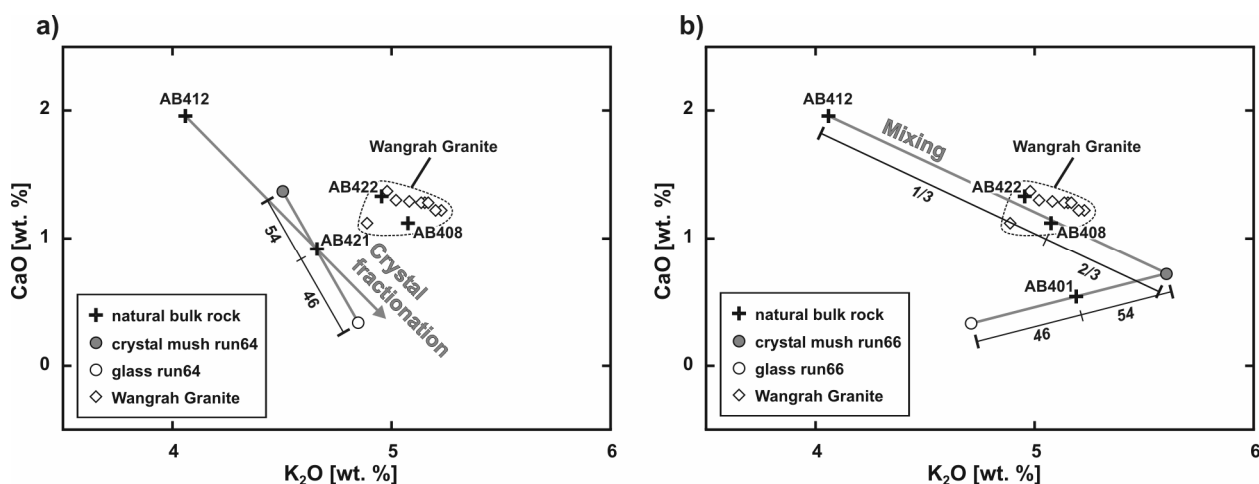 a)
AB412
Wangrah Granite
AB422
AB421
AB408
54
46
Crystal
fractionation
2
1
0
CaO [wt. %]
natural bulk rock
crystal mush run64
glass run64
Wangrah Granite
4
5
6
K₂O [wt. %]
b)
AB412
Mixing
Wangrah Granite
AB422
AB408
1/3
2/3
AB401
46
54
2
1
0
CaO [wt. %]
natural bulk rock
crystal mush run66
glass run66
Wangrah Granite
4
5
6
K₂O [wt. %]